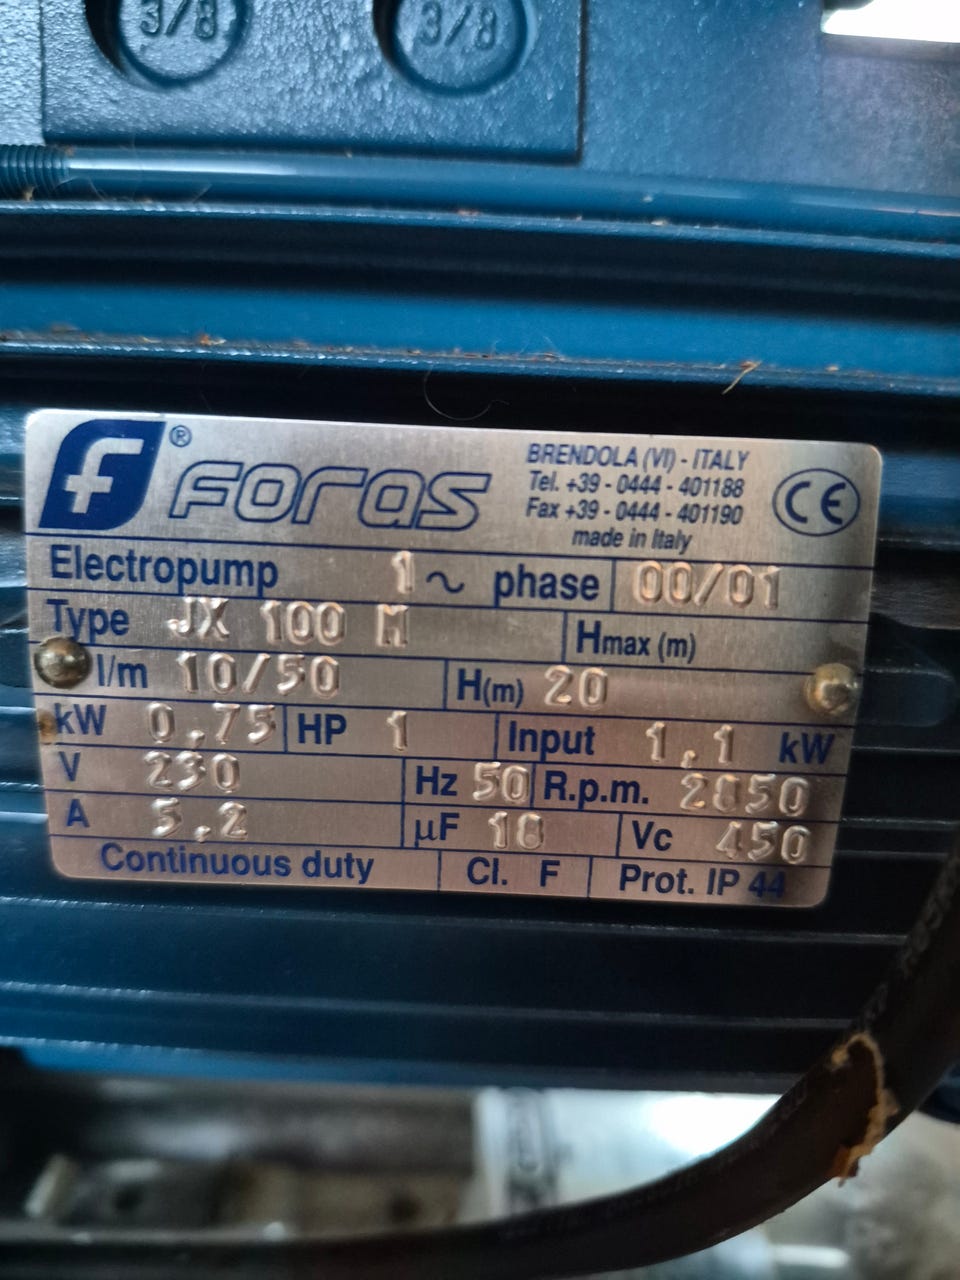 3/8 3/8
f® foras
BRENDOLA (VI) - ITALY
Tel. +39 - 0444 - 401188
Fax +39 - 0444 - 401190
made in Italy
CE
Electropump 1 ~ phase 00/01
Type JX 100 M Hmax (m)
l/m 10/50 H(m) 20
kW 0,75 HP 1 Input 1,1 kW
V 230 Hz 50 R.p.m. 2850
A 5,2 µF 18 Vc 450
Continuous duty Cl. F Prot. IP 44